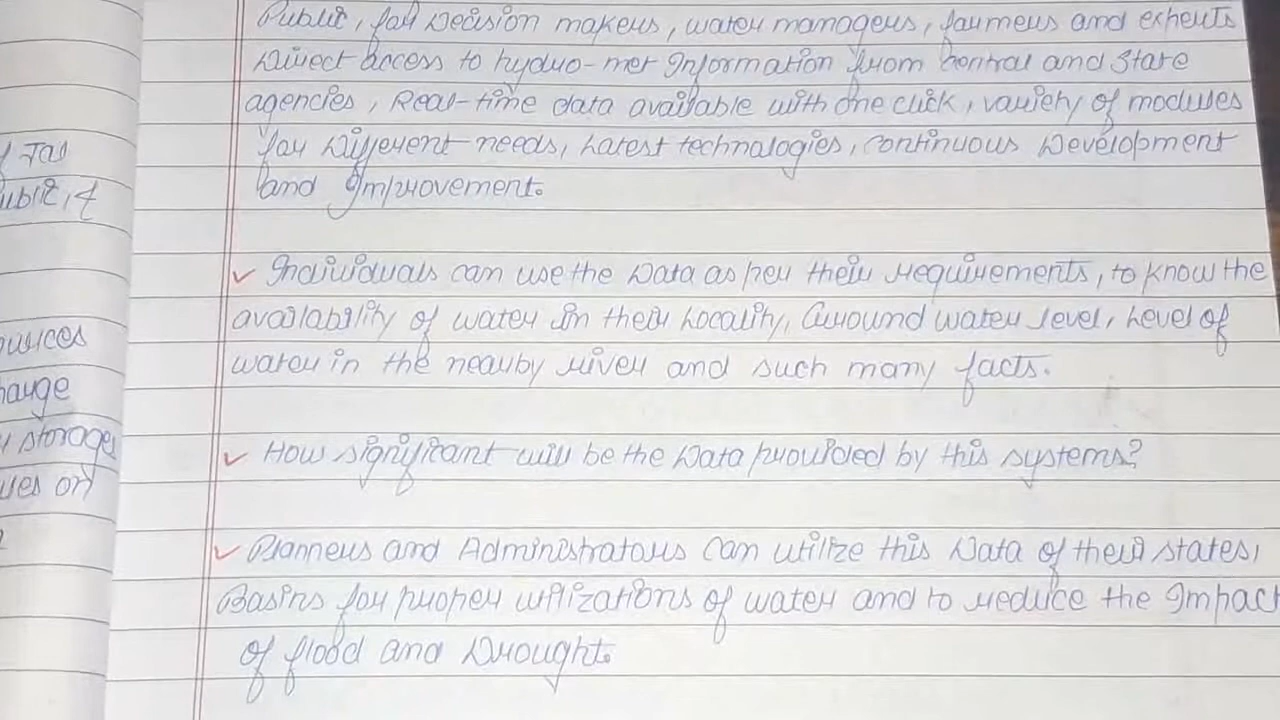 Public, for Decision makers, water managers, farmers and experts
Direct access to hydro-met Information from Central and State
agencies, Real-time data available with one click, variety of modules
for Different needs, Latest technologies, continuous Development
and Improvement.
✓ Individuals can use the Data as per their requirements, to know the
availability of water in their Locality, Ground water level, Level of
water in the nearby river and such many facts.
✓ How significant will be the Data provided by this systems?
✓ Planners and Administrators can utilize this Data of their states,
Basins for proper utilizations of water and to reduce the Impact
of flood and Drought.
ublic, &
storage